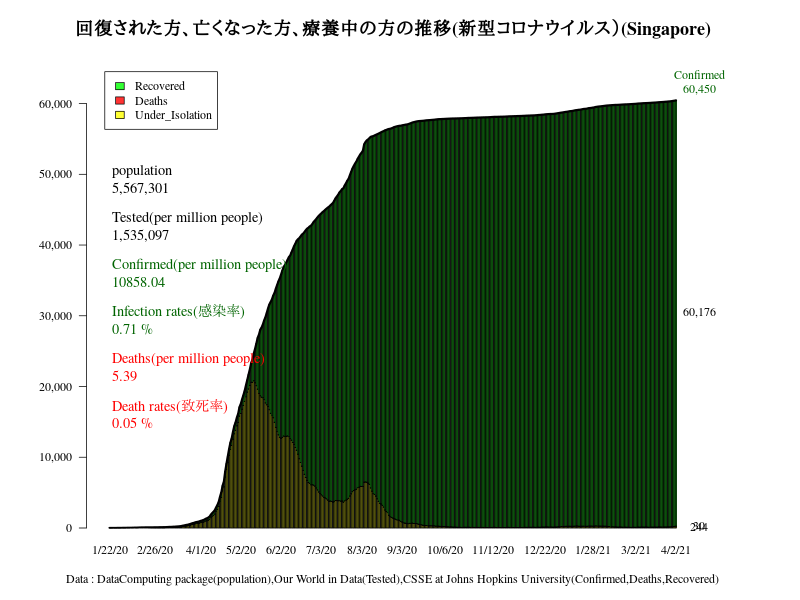 回復された方、亡くなった方、療養中の方の推移(新型コロナウイルス)(Singapore)
Confirmed
60,450
Recovered
Deaths
Under_Isolation
60,000
50,000
40,000
30,000
20,000
10,000
0
population
5,567,301
Tested(per million people)
1,535,097
Confirmed(per million people)
10858.04
Infection rates(感染率)
0.71 %
Deaths(per million people)
5.39
Death rates(致死率)
0.05 %
60,176
30
244
1/22/20 2/26/20 4/1/20 5/2/20 6/2/20 7/3/20 8/3/20 9/3/20 10/6/20 11/12/20 12/22/20 1/28/21 3/2/21 4/2/21
Data : DataComputing package(population),Our World in Data(Tested),CSSE at Johns Hopkins University(Confirmed,Deaths,Recovered)